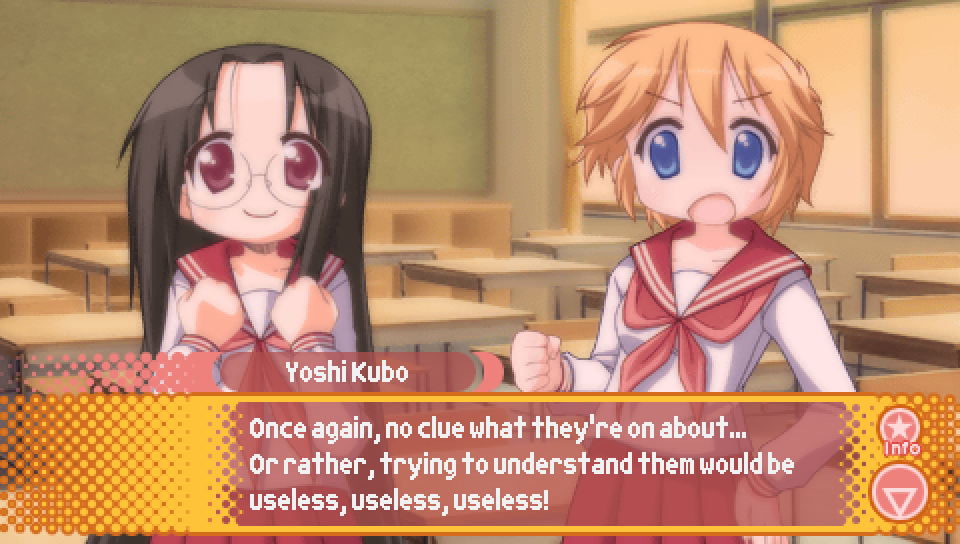 Yoshi Kubo
Once again, no clue what they're on about...
Or rather, trying to understand them would be
useless, useless, useless!
Info